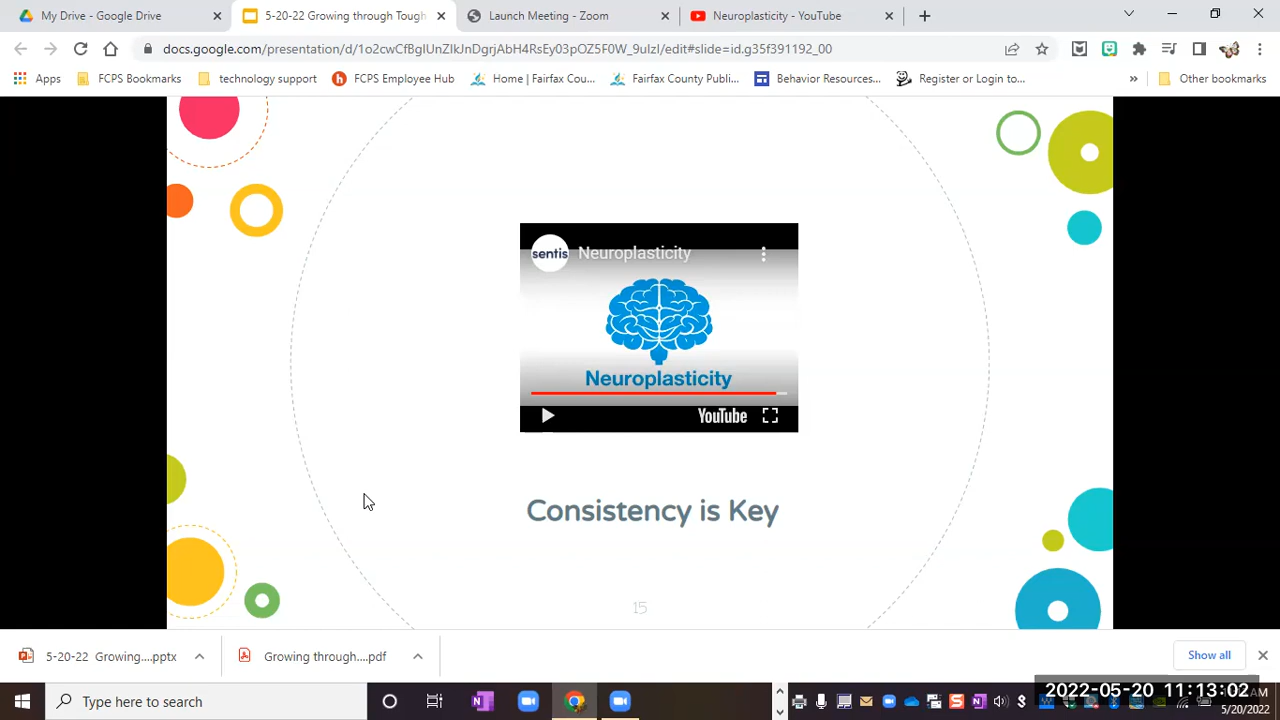 My Drive - Google Drive
5-20-22 Growing through Tough
Launch Meeting - Zoom
Neuroplasticity - YouTube
docs.google.com/presentation/d/1o2cwCfBgIUnZIkJnDgrjAbH4RsEy03pOZ5F0W_9uIzI/edit#slide=id.g35f391192_00
Apps
FCPS Bookmarks
technology support
FCPS Employee Hub
Home | Fairfax Cou...
Fairfax County Publi...
Behavior Resources...
Register or Login to...
Other bookmarks
sentis
Neuroplasticity
Neuroplasticity
YouTube
Consistency is Key
15
5-20-22 Growing....pptx
Growing through....pdf
Show all
Type here to search
2022-05-20 11:13:02
5/20/2022